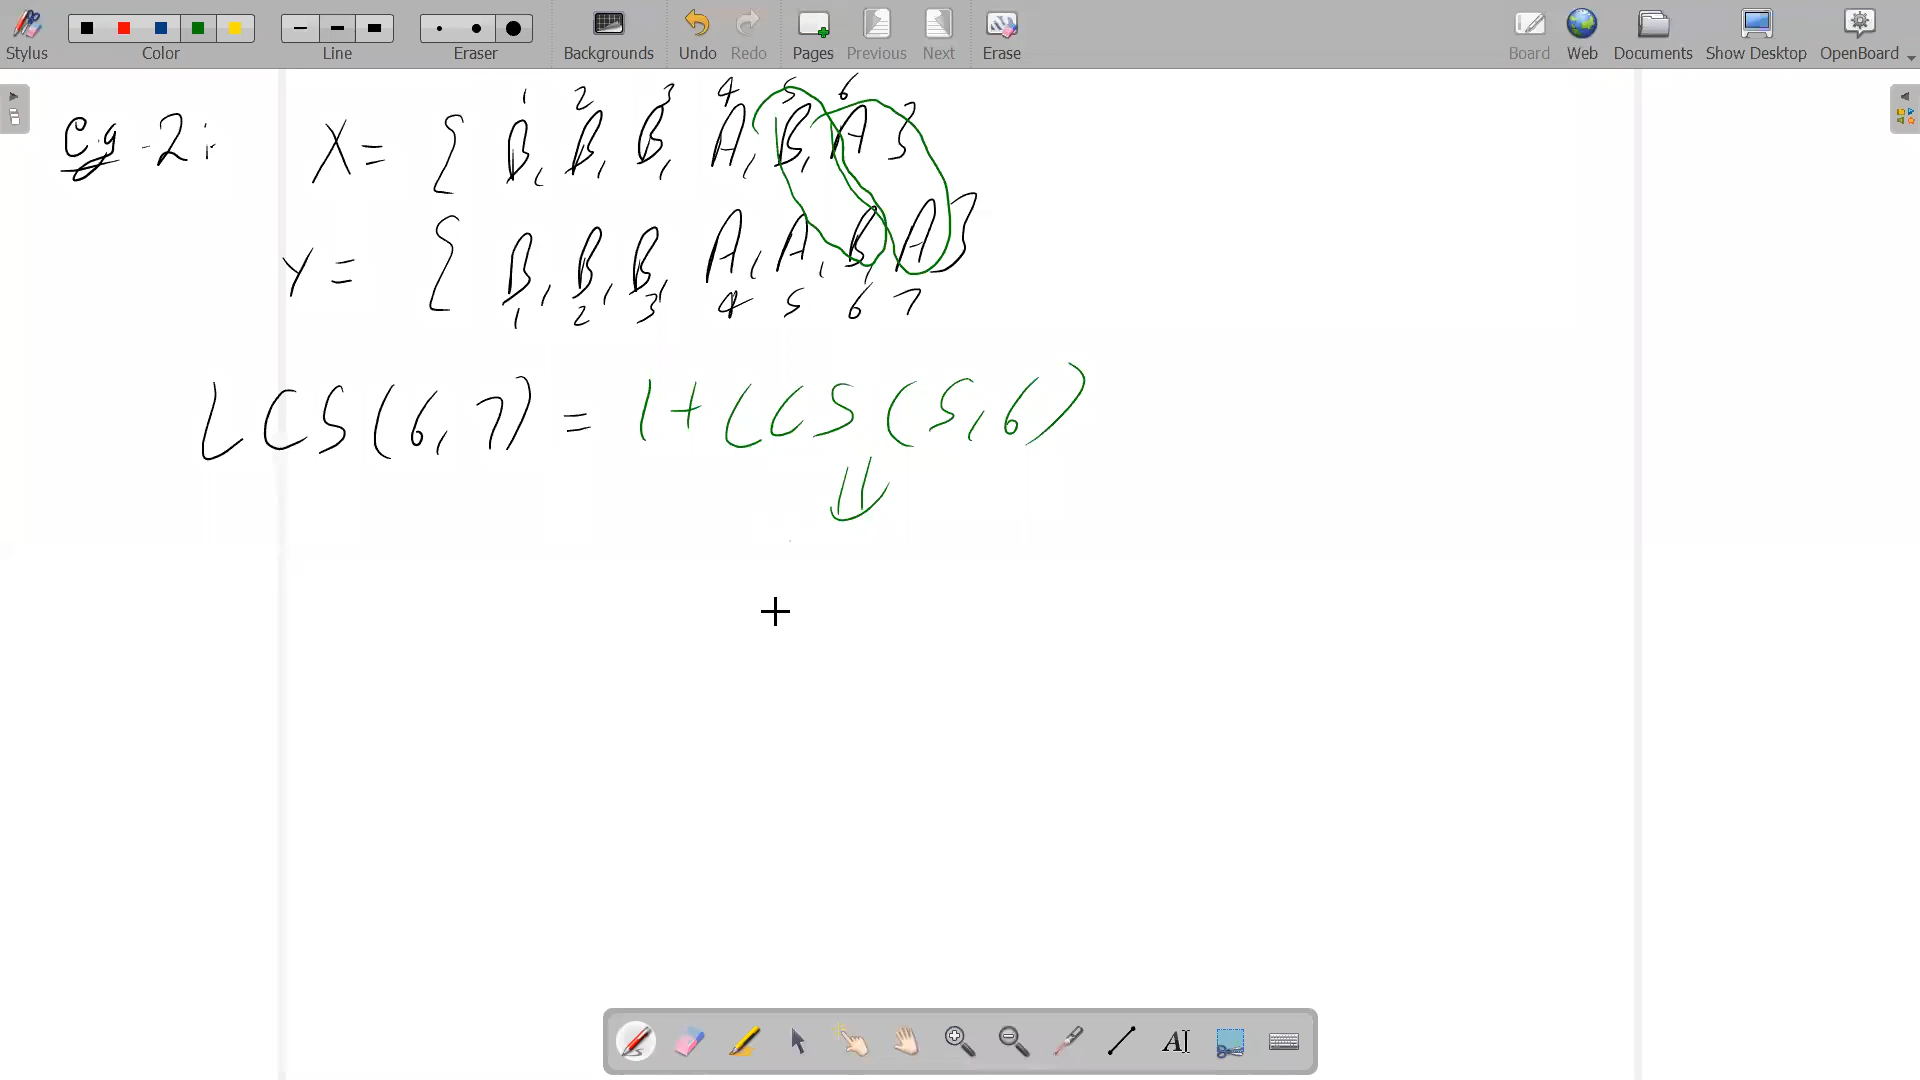 Stylus Color Line Eraser Backgrounds Undo Redo Pages Previous Next Erase Board Web Documents Show Desktop OpenBoard
1 2 3 4 5 6
e.g -2:- X = { B, B, B, A, B, A }
Y = { B, B, B, A, A, B, A }
1 2 3 4 5 6 7
LCS(6,7) = 1+LCS(5,6)